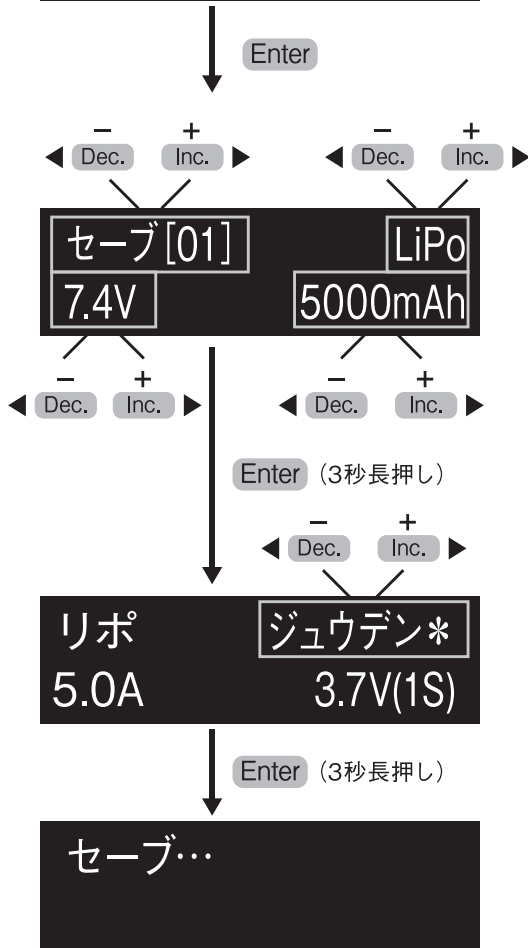 Enter
− + − +
◀ Dec. Inc. ▶ ◀ Dec. Inc. ▶
セーブ[01] LiPo
7.4V 5000mAh
− + − +
◀ Dec. Inc. ▶ ◀ Dec. Inc. ▶
Enter（3秒長押し）
− +
◀ Dec. Inc. ▶
リポ ジュウデン＊
5.0A 3.7V(1S)
Enter（3秒長押し）
セーブ…